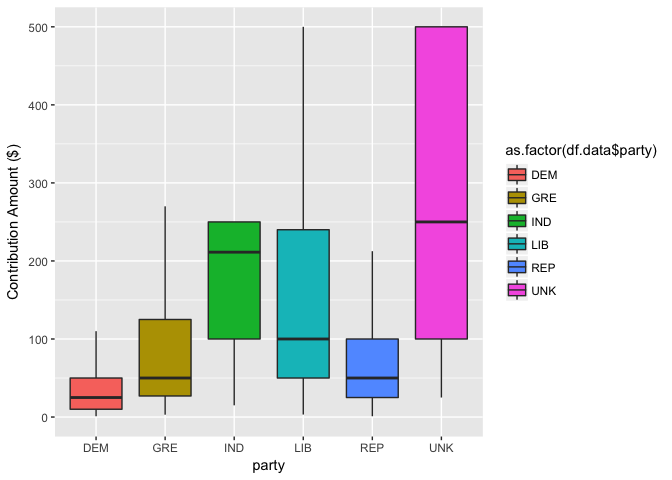 500
400
300
200
100
0
Contribution Amount ($)
DEM GRE IND LIB REP UNK
party
as.factor(df.data$party)
DEM
GRE
IND
LIB
REP
UNK